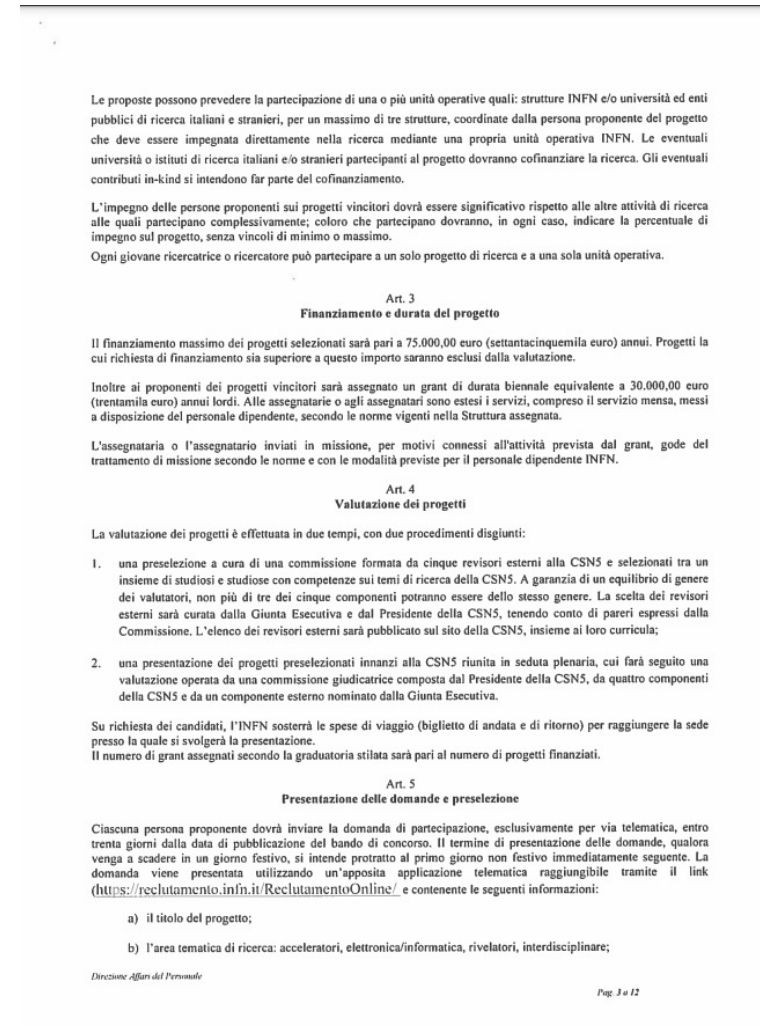 Le proposte possono prevedere la partecipazione di una o più unità operative quali: strutture INFN e/o università ed enti
pubblici di ricerca italiani e stranieri, per un massimo di tre strutture, coordinate dalla persona proponente del progetto
che deve essere impegnata direttamente nella ricerca mediante una propria unità operativa INFN. Le eventuali
università o istituti di ricerca italiani e/o stranieri partecipanti al progetto dovranno cofinanziare la ricerca. Gli eventuali
contributi in-kind si intendono far parte del cofinanziamento.
L'impegno delle persone proponenti sui progetti vincitori dovrà essere significativo rispetto alle altre attività di ricerca
alle quali partecipano complessivamente; coloro che partecipano dovranno, in ogni caso, indicare la percentuale di
impegno sul progetto, senza vincoli di minimo o massimo.
Ogni giovane ricercatrice o ricercatore può partecipare a un solo progetto di ricerca e a una sola unità operativa.
Art. 3
Finanziamento e durata del progetto
Il finanziamento massimo dei progetti selezionati sarà pari a 75.000,00 euro (settantacinquemila euro) annui. Progetti la
cui richiesta di finanziamento sia superiore a questo importo saranno esclusi dalla valutazione.
Inoltre ai proponenti dei progetti vincitori sarà assegnato un grant di durata biennale equivalente a 30.000,00 euro
(trentamila euro) annui lordi. Alle assegnatarie o agli assegnatari sono estesi i servizi, compreso il servizio mensa, messi
a disposizione del personale dipendente, secondo le norme vigenti nella Struttura assegnata.
L'assegnataria o l'assegnatario inviati in missione, per motivi connessi all'attività prevista dal grant, gode del
trattamento di missione secondo le norme e con le modalità previste per il personale dipendente INFN.
Art. 4
Valutazione dei progetti
La valutazione dei progetti è effettuata in due tempi, con due procedimenti disgiunti:
1. una preselezione a cura di una commissione formata da cinque revisori esterni alla CSN5 e selezionati tra un
insieme di studiosi e studiose con competenze sui temi di ricerca della CSN5. A garanzia di un equilibrio di genere
dei valutatori, non più di tre dei cinque componenti potranno essere dello stesso genere. La scelta dei revisori
esterni sarà curata dalla Giunta Esecutiva e dal Presidente della CSN5, tenendo conto di pareri espressi dalla
Commissione. L'elenco dei revisori esterni sarà pubblicato sul sito della CSN5, insieme ai loro curricula;
2. una presentazione dei progetti preselezionati innanzi alla CSN5 riunita in seduta plenaria, cui farà seguito una
valutazione operata da una commissione giudicatrice composta dal Presidente della CSN5, da quattro componenti
della CSN5 e da un componente esterno nominato dalla Giunta Esecutiva.
Su richiesta dei candidati, l'INFN sosterrà le spese di viaggio (biglietto di andata e di ritorno) per raggiungere la sede
presso la quale si svolgerà la presentazione.
Il numero di grant assegnati secondo la graduatoria stilata sarà pari al numero di progetti finanziati.
Art. 5
Presentazione delle domande e preselezione
Ciascuna persona proponente dovrà inviare la domanda di partecipazione, esclusivamente per via telematica, entro
trenta giorni dalla data di pubblicazione del bando di concorso. Il termine di presentazione delle domande, qualora
venga a scadere in un giorno festivo, si intende protratto al primo giorno non festivo immediatamente seguente. La
domanda viene presentata utilizzando un'apposita applicazione telematica raggiungibile tramite il link
(https://reclutamento.infn.it/ReclutamentoOnline/ e contenente le seguenti informazioni:
a) il titolo del progetto;
b) l'area tematica di ricerca: acceleratori, elettronica/informatica, rivelatori, interdisciplinare;
Direzione Affari del Personale
Pag. 3 a 12